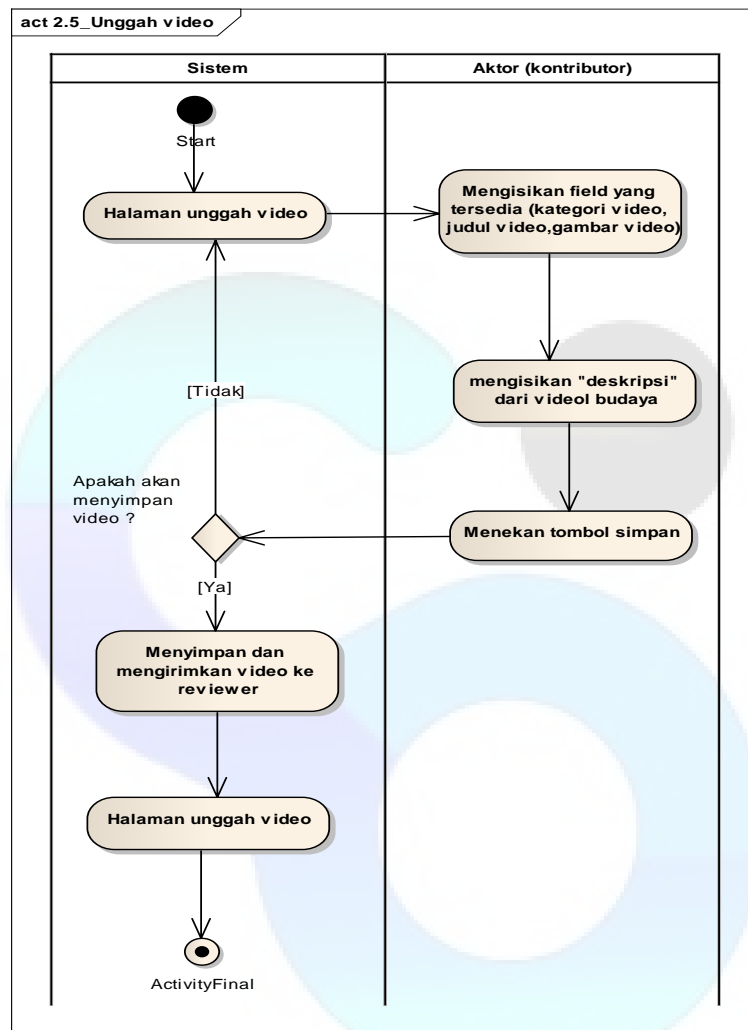 act 2.5_Unggah video
Sistem
Aktor (kontributor)
Start
Halaman unggah video
Mengisikan field yang
tersedia (kategori video,
judul video,gambar video)
[Tidak]
mengisikan "deskripsi"
dari videol budaya
Apakah akan
menyimpan
video ?
Menekan tombol simpan
[Ya]
Menyimpan dan
mengirimkan video ke
reviewer
Halaman unggah video
ActivityFinal